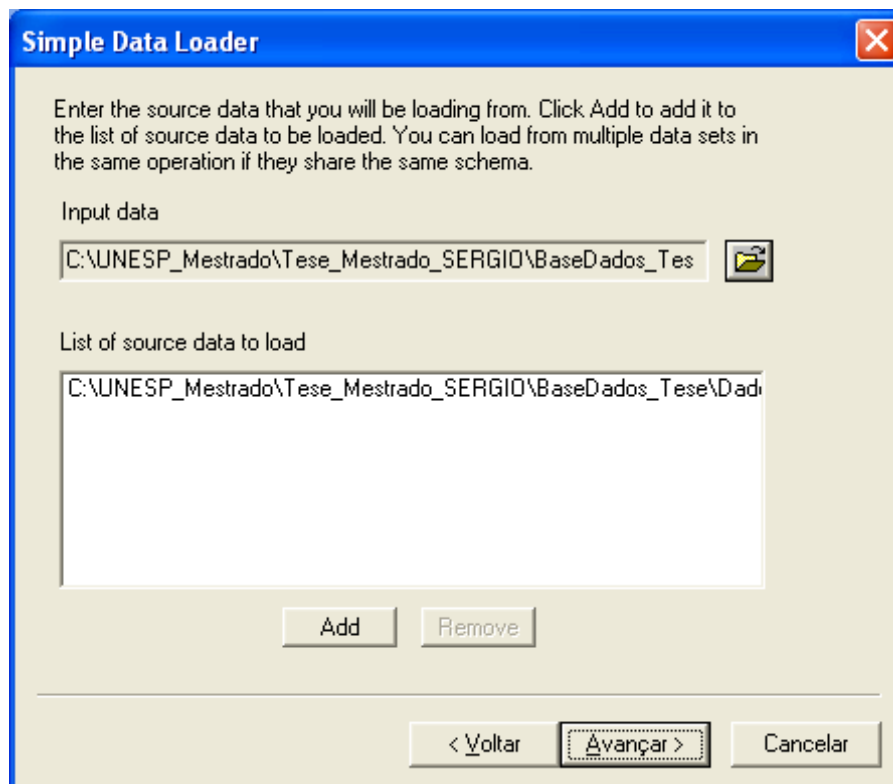 Simple Data Loader
Enter the source data that you will be loading from. Click Add to add it to
the list of source data to be loaded. You can load from multiple data sets in
the same operation if they share the same schema.
Input data
C:\UNESP_Mestrado\Tese_Mestrado_SERGIO\BaseDados_Tes
List of source data to load
C:\UNESP_Mestrado\Tese_Mestrado_SERGIO\BaseDados_Tese\Dado
Add Remove
< Voltar Avançar > Cancelar